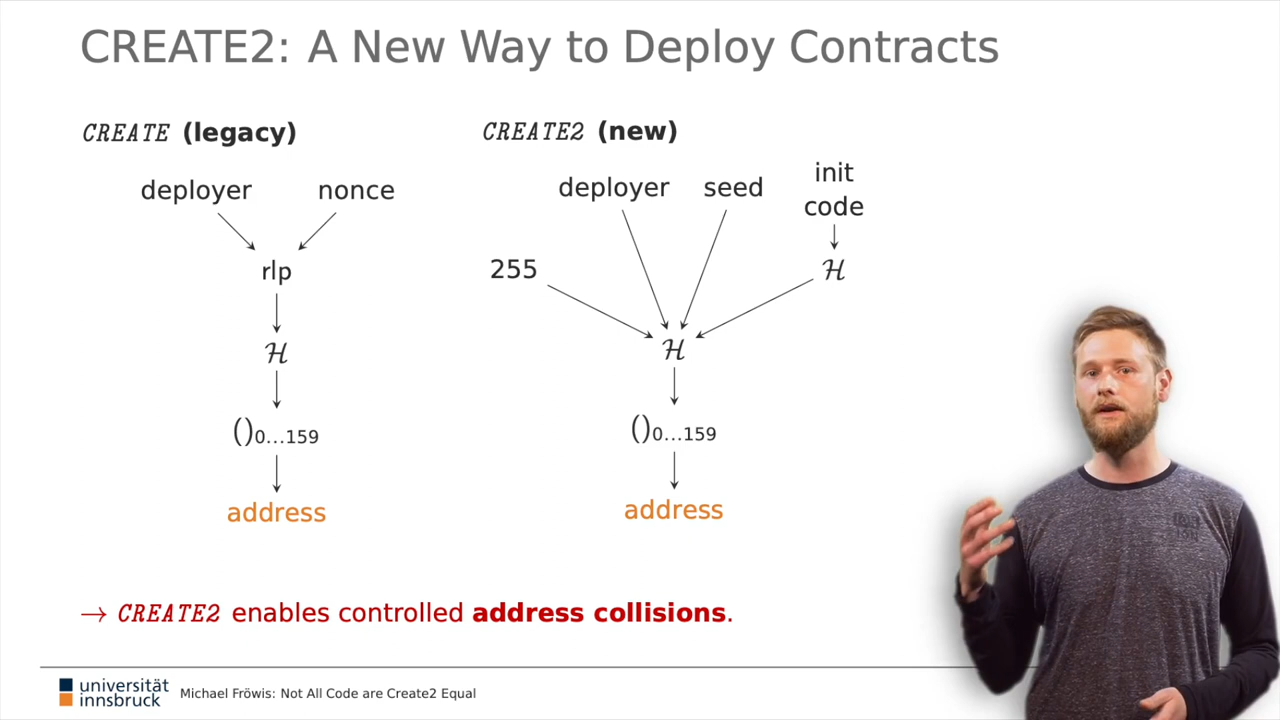 CREATE2: A New Way to Deploy Contracts
CREATE (legacy)
deployer nonce
rlp
ℋ
()0...159
address
CREATE2 (new)
deployer seed init
code
255 ℋ
ℋ
()0...159
address
→ CREATE2 enables controlled address collisions.
universität
innsbruck
Michael Fröwis: Not All Code are Create2 Equal